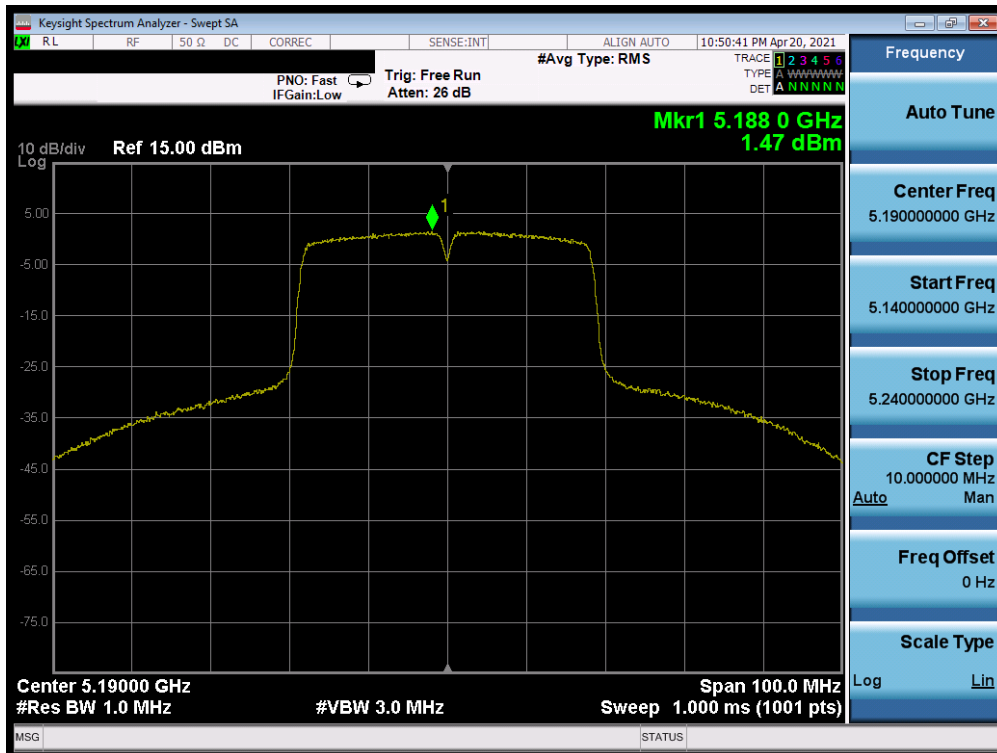 Keysight Spectrum Analyzer - Swept SA
LXI RL RF 50 Ω DC CORREC SENSE:INT ALIGN AUTO 10:50:41 PM Apr 20, 2021
Frequency
PNO: Fast
IFGain:Low
Trig: Free Run
Atten: 26 dB
#Avg Type: RMS
TRACE 1 2 3 4 5 6
TYPE A WWWWW
DET A N N N N N
Mkr1 5.188 0 GHz
1.47 dBm
10 dB/div
Log
Ref 15.00 dBm
1
5.00
-5.00
-15.0
-25.0
-35.0
-45.0
-55.0
-65.0
-75.0
Center 5.19000 GHz
Span 100.0 MHz
#Res BW 1.0 MHz
#VBW 3.0 MHz
Sweep 1.000 ms (1001 pts)
Auto Tune
Center Freq
5.190000000 GHz
Start Freq
5.140000000 GHz
Stop Freq
5.240000000 GHz
CF Step
10.000000 MHz
Auto Man
Freq Offset
0 Hz
Scale Type
Log Lin
MSG
STATUS